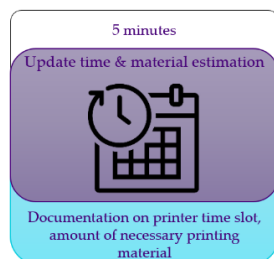 5 minutes
Update time & material estimation
Documentation on printer time slot,
amount of necessary printing
material